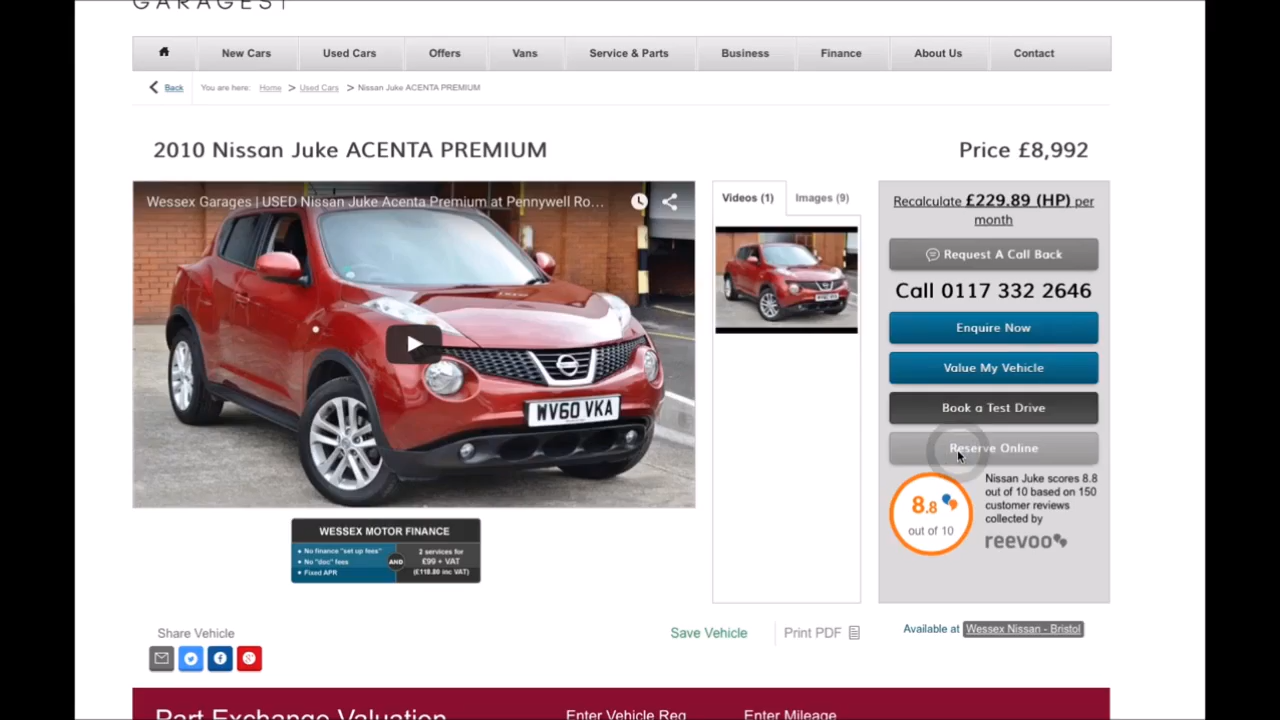 GARAGES
New Cars Used Cars Offers Vans Service & Parts Business Finance About Us Contact
Back You are here: Home > Used Cars > Nissan Juke ACENTA PREMIUM
2010 Nissan Juke ACENTA PREMIUM
Price £8,992
Wessex Garages | USED Nissan Juke Acenta Premium at Pennywell Ro...
WV60 VKA
Videos (1) Images (9)
Recalculate £229.89 (HP) per
month
Request A Call Back
Call 0117 332 2646
Enquire Now
Value My Vehicle
Book a Test Drive
Reserve Online
8.8
out of 10
Nissan Juke scores 8.8
out of 10 based on 150
customer reviews
collected by
reevoo
WESSEX MOTOR FINANCE
• No finance "set up fees"
• No "doc" fees
• Fixed APR
AND
2 services for
£99 + VAT
(£118.80 inc VAT)
Share Vehicle
Save Vehicle
Print PDF
Available at Wessex Nissan - Bristol
Part Exchange Valuation
Enter Vehicle Reg
Enter Mileage